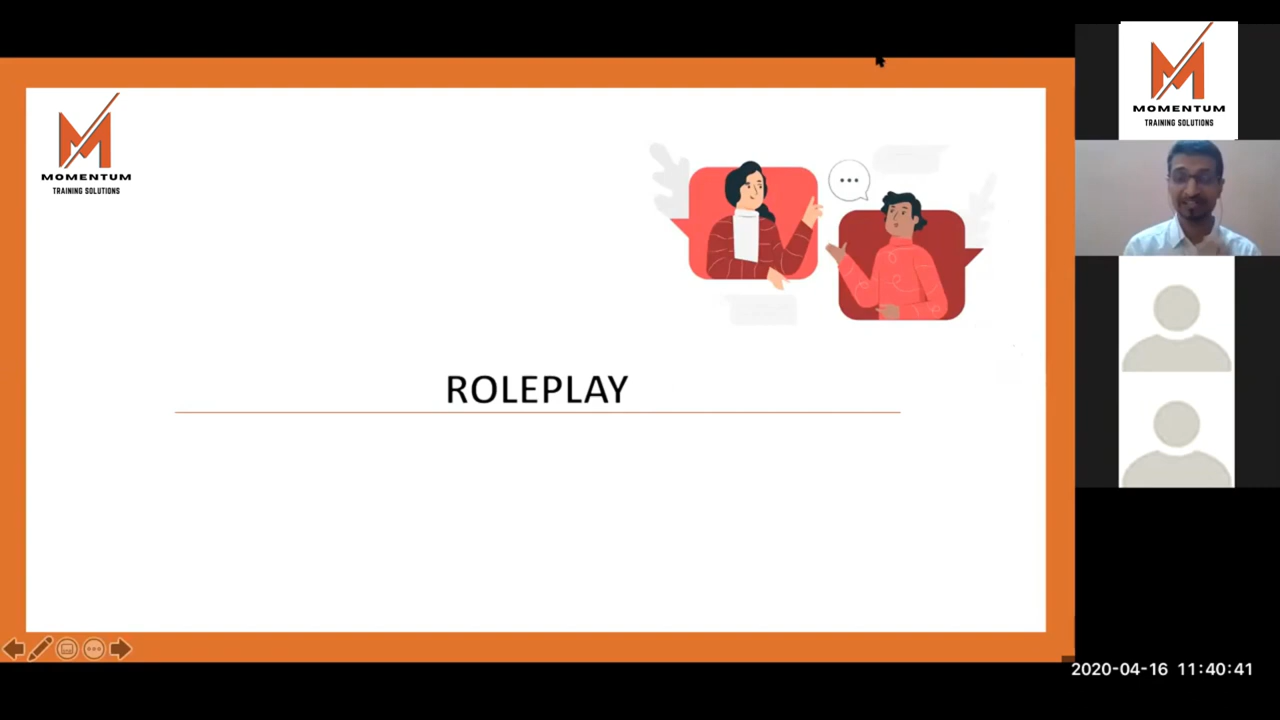 MOMENTUM
TRAINING SOLUTIONS
ROLEPLAY
MOMENTUM
TRAINING SOLUTIONS
2020-04-16 11:40:41